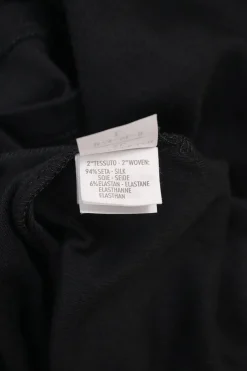 2°TESSUTO - 2°WOVEN:
94%SETA - SILK
SOIE - SEIDE
6%ELASTAN - ELASTANE
ELASTHANNE
ELASTHAN